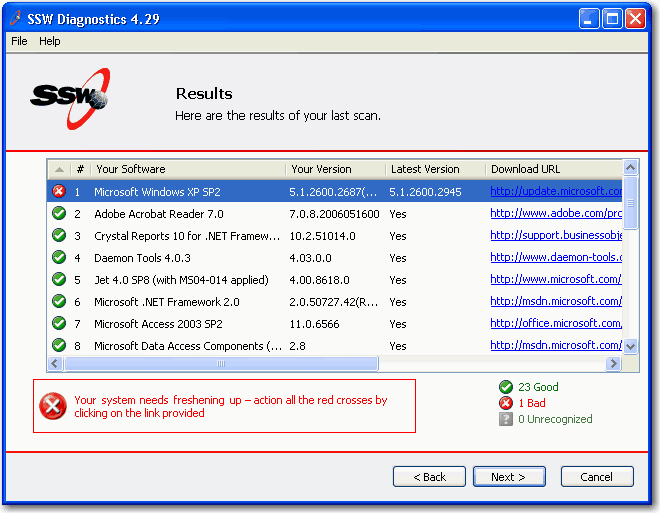 SSW Diagnostics 4.29
File Help
SSW
Results
Here are the results of your last scan.
# Your Software Your Version Latest Version Download URL
1 Microsoft Windows XP SP2 5.1.2600.2687(... 5.1.2600.2945 http://update.microsoft.con
2 Adobe Acrobat Reader 7.0 7.0.8.2006051600 Yes http://www.adobe.com/pro
3 Crystal Reports 10 for .NET Framew... 10.2.51014.0 Yes http://support.businessobje
4 Daemon Tools 4.0.3 4.03.0.0 Yes http://www.daemon-tools.c
5 Jet 4.0 SP8 (with MS04-014 applied) 4.00.8618.0 Yes http://www.microsoft.com/
6 Microsoft .NET Framework 2.0 2.0.50727.42(R... Yes http://msdn.microsoft.com/
7 Microsoft Access 2003 SP2 11.0.6566 Yes http://office.microsoft.com/
8 Microsoft Data Access Components (... 2.8 Yes http://msdn.microsoft.com/
Your system needs freshening up – action all the red crosses by
clicking on the link provided
23 Good
1 Bad
? 0 Unrecognized
< Back Next > Cancel